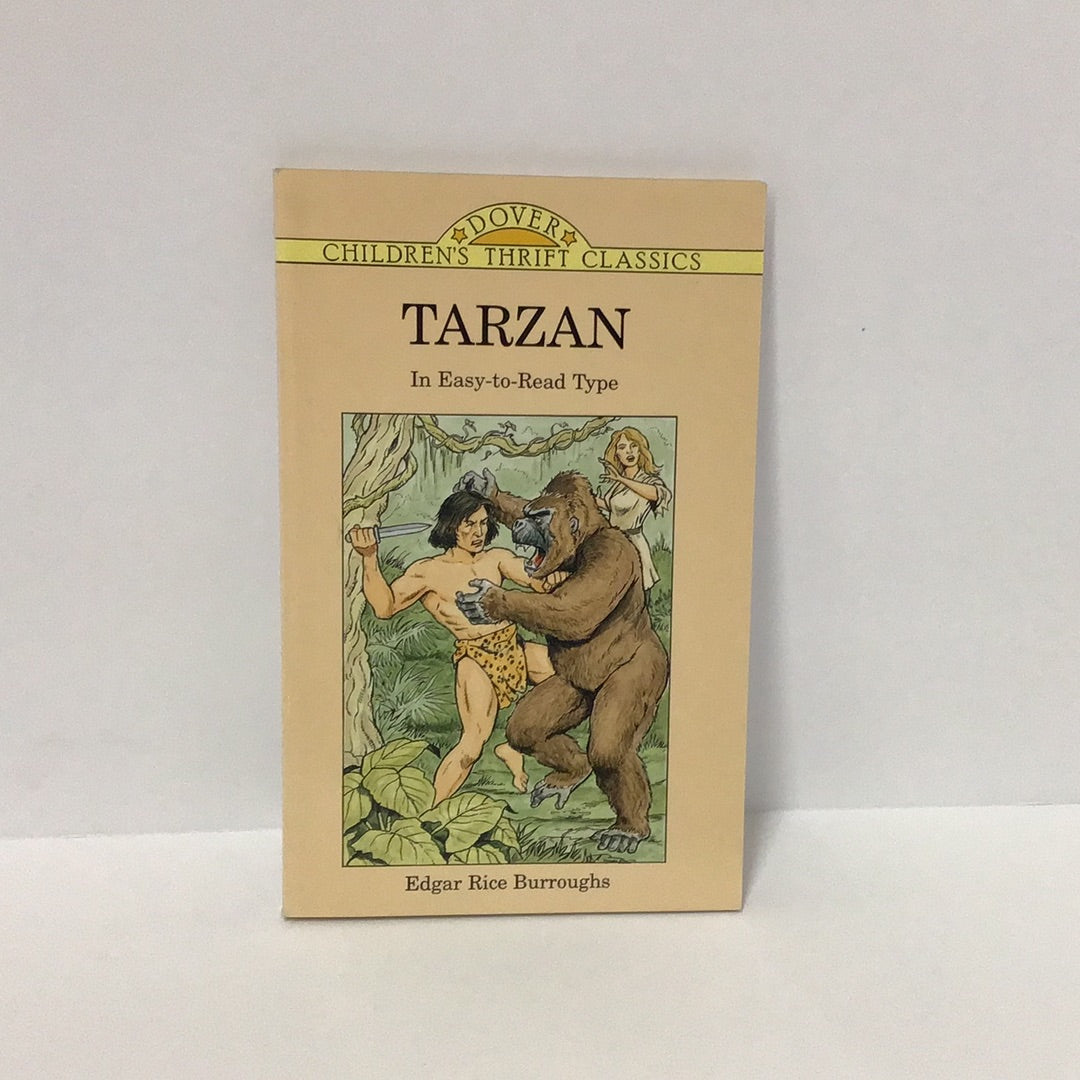 DOVER
CHILDREN'S THRIFT CLASSICS
TARZAN
In Easy-to-Read Type
Edgar Rice Burroughs